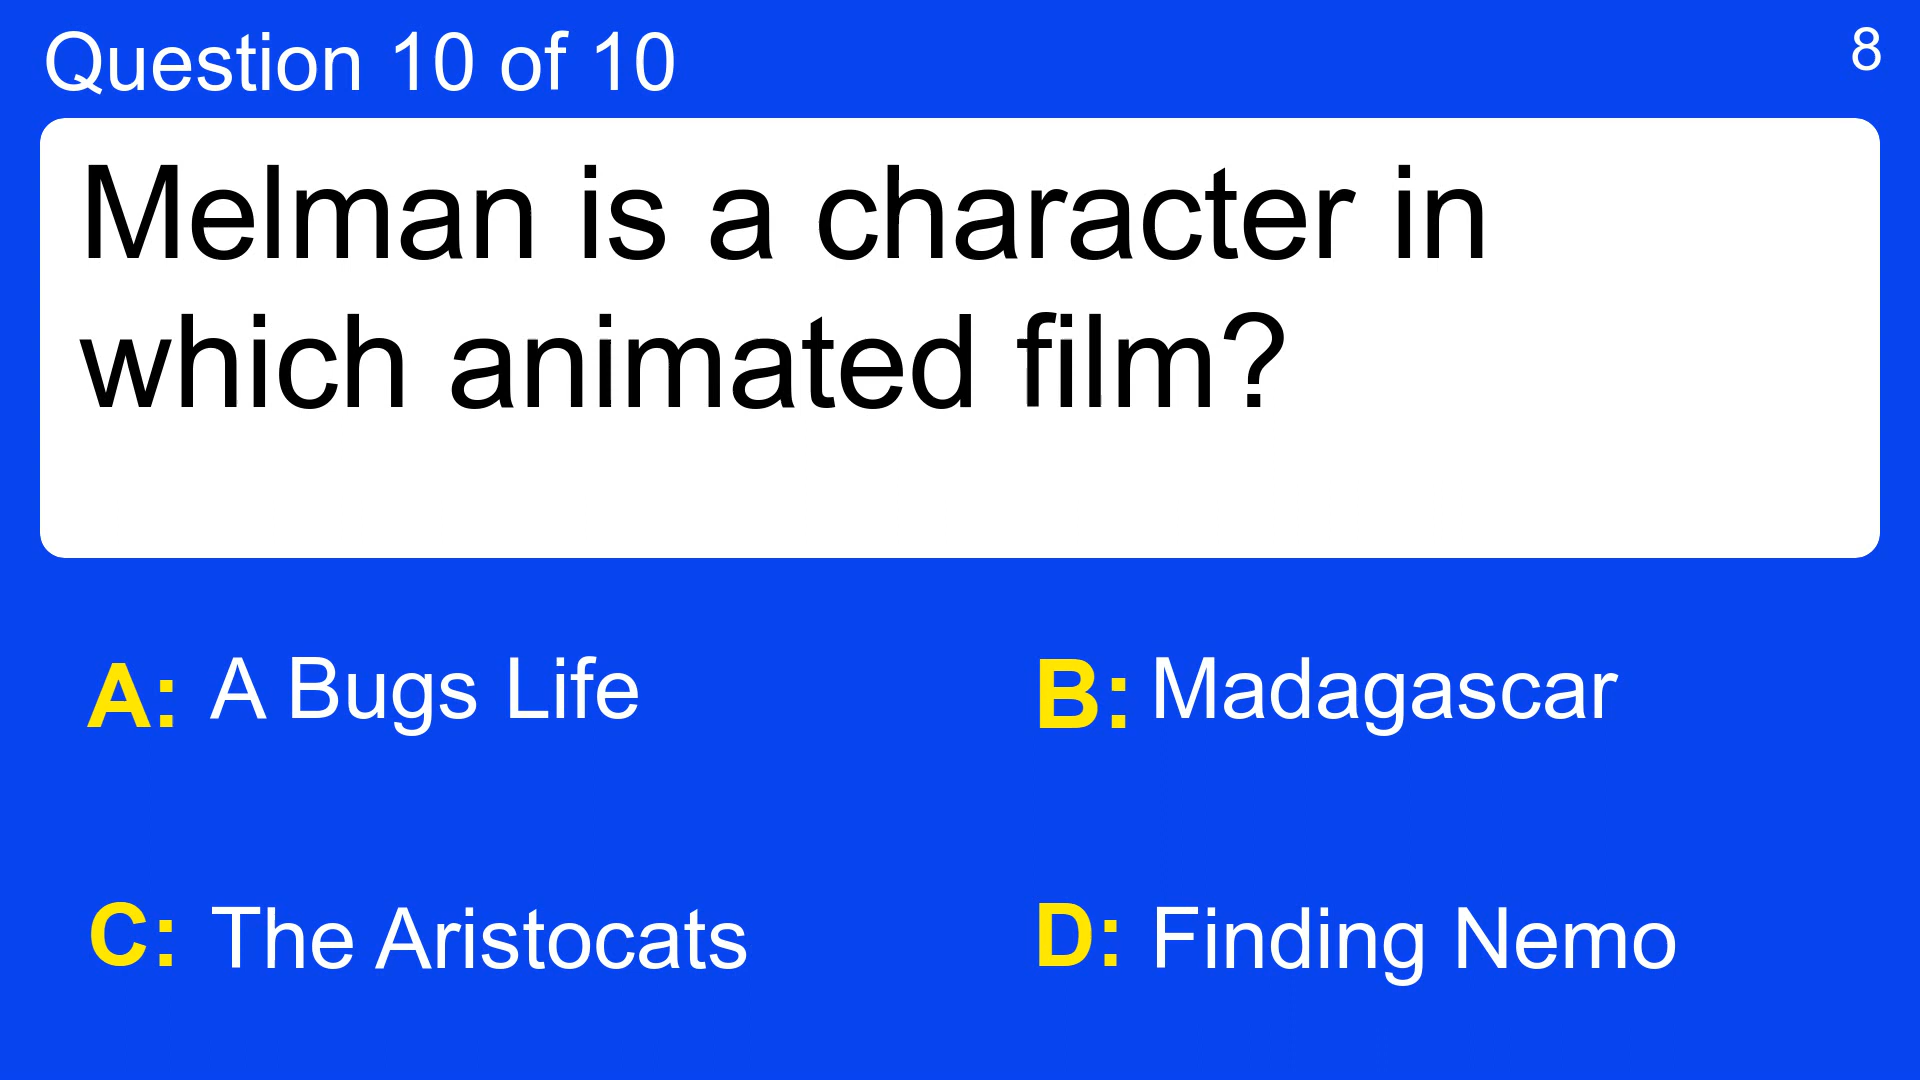 Question 10 of 10
8
Melman is a character in
which animated film?
A: A Bugs Life
B: Madagascar
C: The Aristocats
D: Finding Nemo